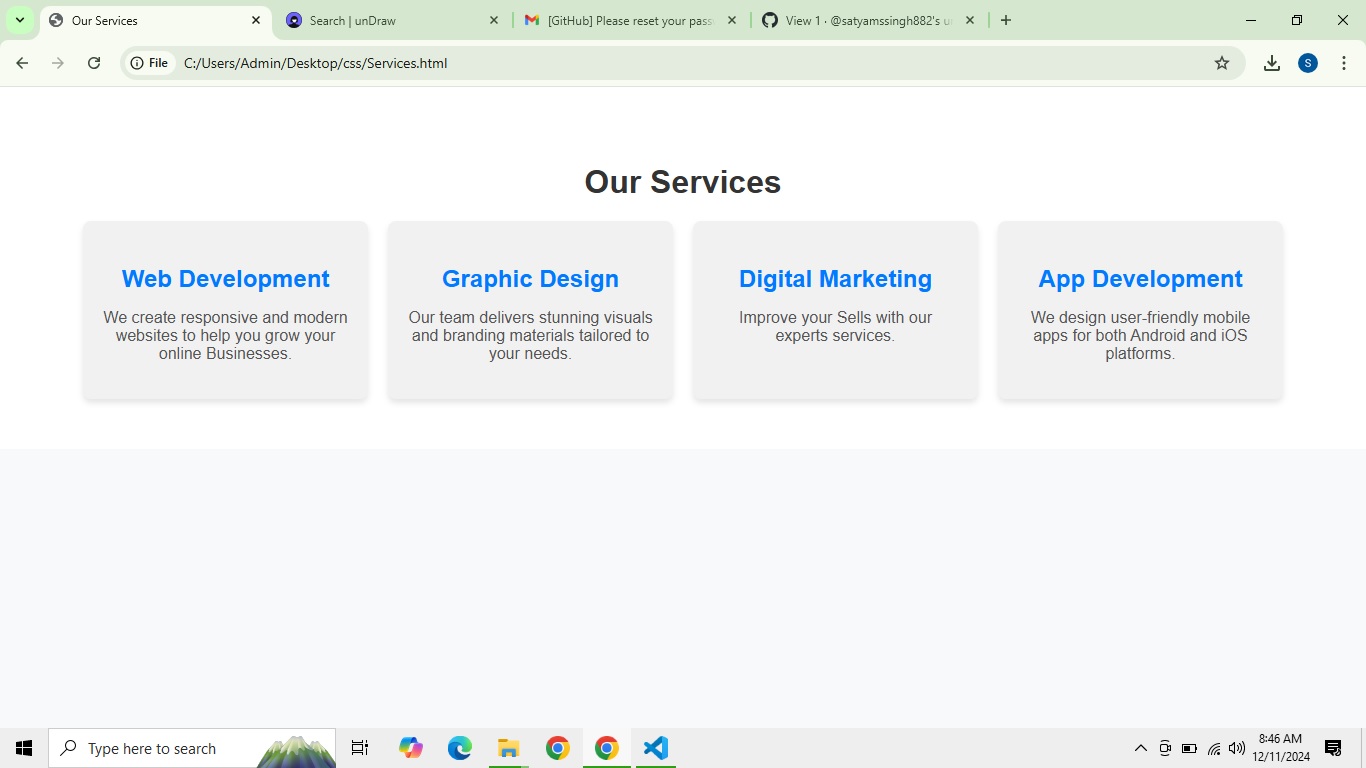 Our Services
Search | unDraw
[GitHub] Please reset your pass
View 1 · @satyamssingh882's u
File
C:/Users/Admin/Desktop/css/Services.html
S
Our Services
Web Development
We create responsive and modern
websites to help you grow your
online Businesses.
Graphic Design
Our team delivers stunning visuals
and branding materials tailored to
your needs.
Digital Marketing
Improve your Sells with our
experts services.
App Development
We design user-friendly mobile
apps for both Android and iOS
platforms.
Type here to search
8:46 AM
12/11/2024